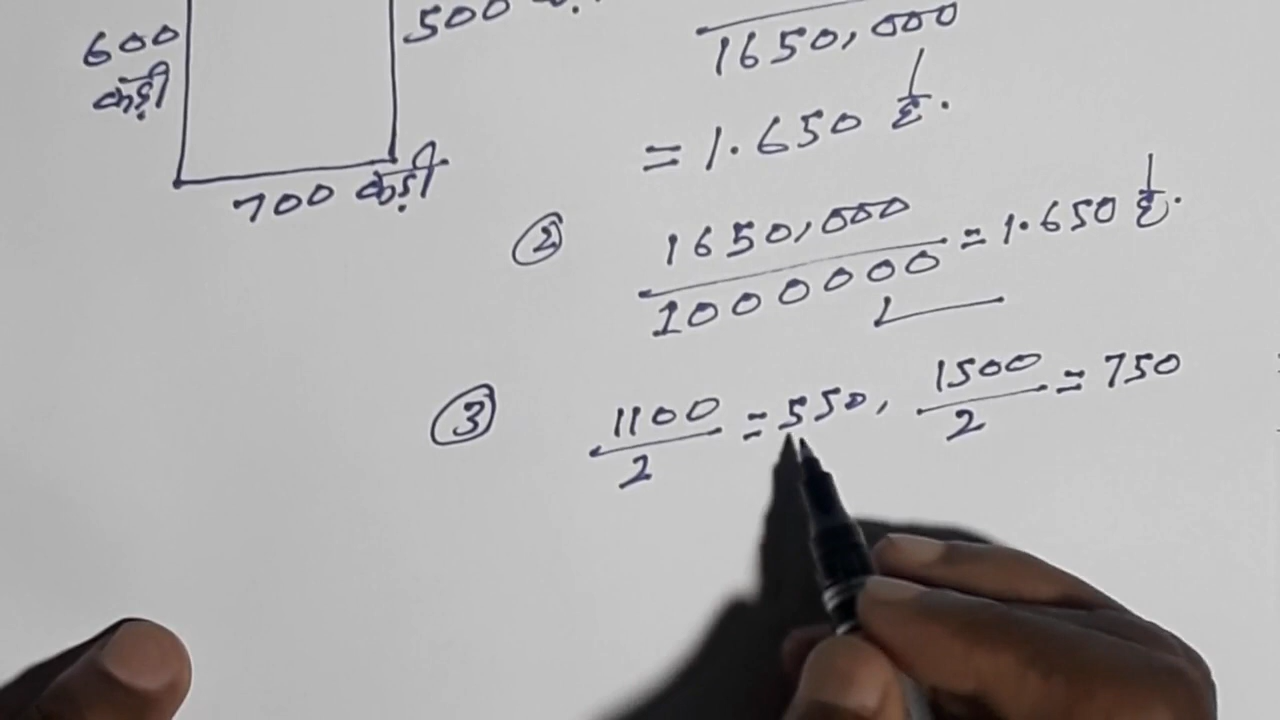 600 कड़ी
500 क.
700 कड़ी
1650,000
= 1.650
② 1650,000 / 1000000 = 1.650
③ 1100 / 2 = 550, 1500 / 2 = 750